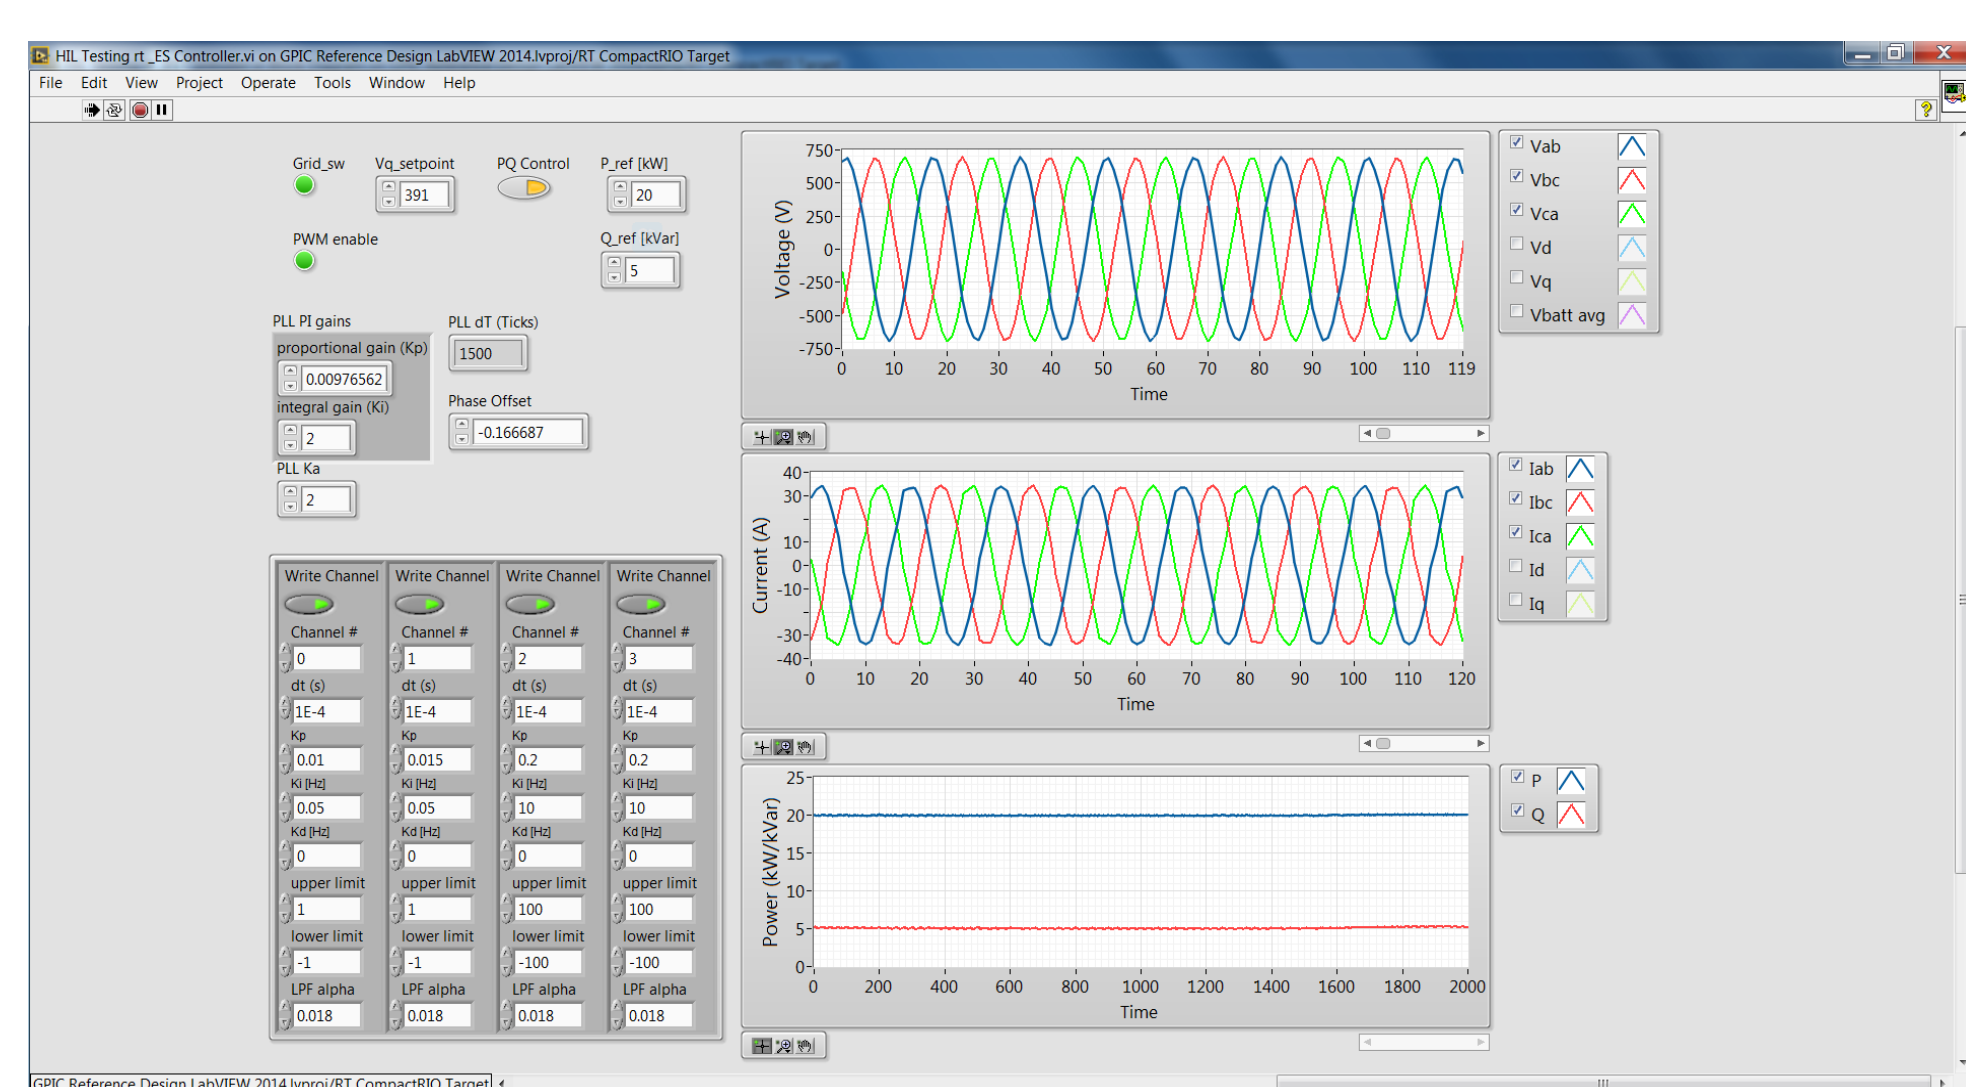 HIL Testing rt _ES Controller.vi on GPIC Reference Design LabVIEW 2014.lvproj/RT CompactRIO Target
File Edit View Project Operate Tools Window Help
Grid_sw Vq_setpoint PQ Control P_ref [kW]
391 20
PWM enable Q_ref [kVar]
5
PLL PI gains PLL dT (Ticks)
proportional gain (Kp) 1500
0.00976562
integral gain (Ki) Phase Offset
2 -0.166687
PLL Ka
2
Write Channel Write Channel Write Channel Write Channel
Channel # Channel # Channel # Channel #
0 1 2 3
dt (s) dt (s) dt (s) dt (s)
1E-4 1E-4 1E-4 1E-4
Kp Kp Kp Kp
0.01 0.015 0.2 0.2
Ki [Hz] Ki [Hz] Ki [Hz] Ki [Hz]
0.05 0.05 10 10
Kd [Hz] Kd [Hz] Kd [Hz] Kd [Hz]
0 0 0 0
upper limit upper limit upper limit upper limit
1 1 100 100
lower limit lower limit lower limit lower limit
-1 -1 -100 -100
LPF alpha LPF alpha LPF alpha LPF alpha
0.018 0.018 0.018 0.018
Voltage (V)
750
500
250
0
-250
-500
-750
0 10 20 30 40 50 60 70 80 90 100 110 119
Time
Vab
Vbc
Vca
Vd
Vq
Vbatt avg
Current (A)
40
30
10
0
-10
-30
-40
0 10 20 30 40 50 60 70 80 90 100 110 120
Time
Iab
Ibc
Ica
Id
Iq
Power (kW/kVar)
25
20
15
10
5
0
0 200 400 600 800 1000 1200 1400 1600 1800 2000
Time
P
Q
GPIC Reference Design LabVIEW 2014.lvproj/RT CompactRIO Target